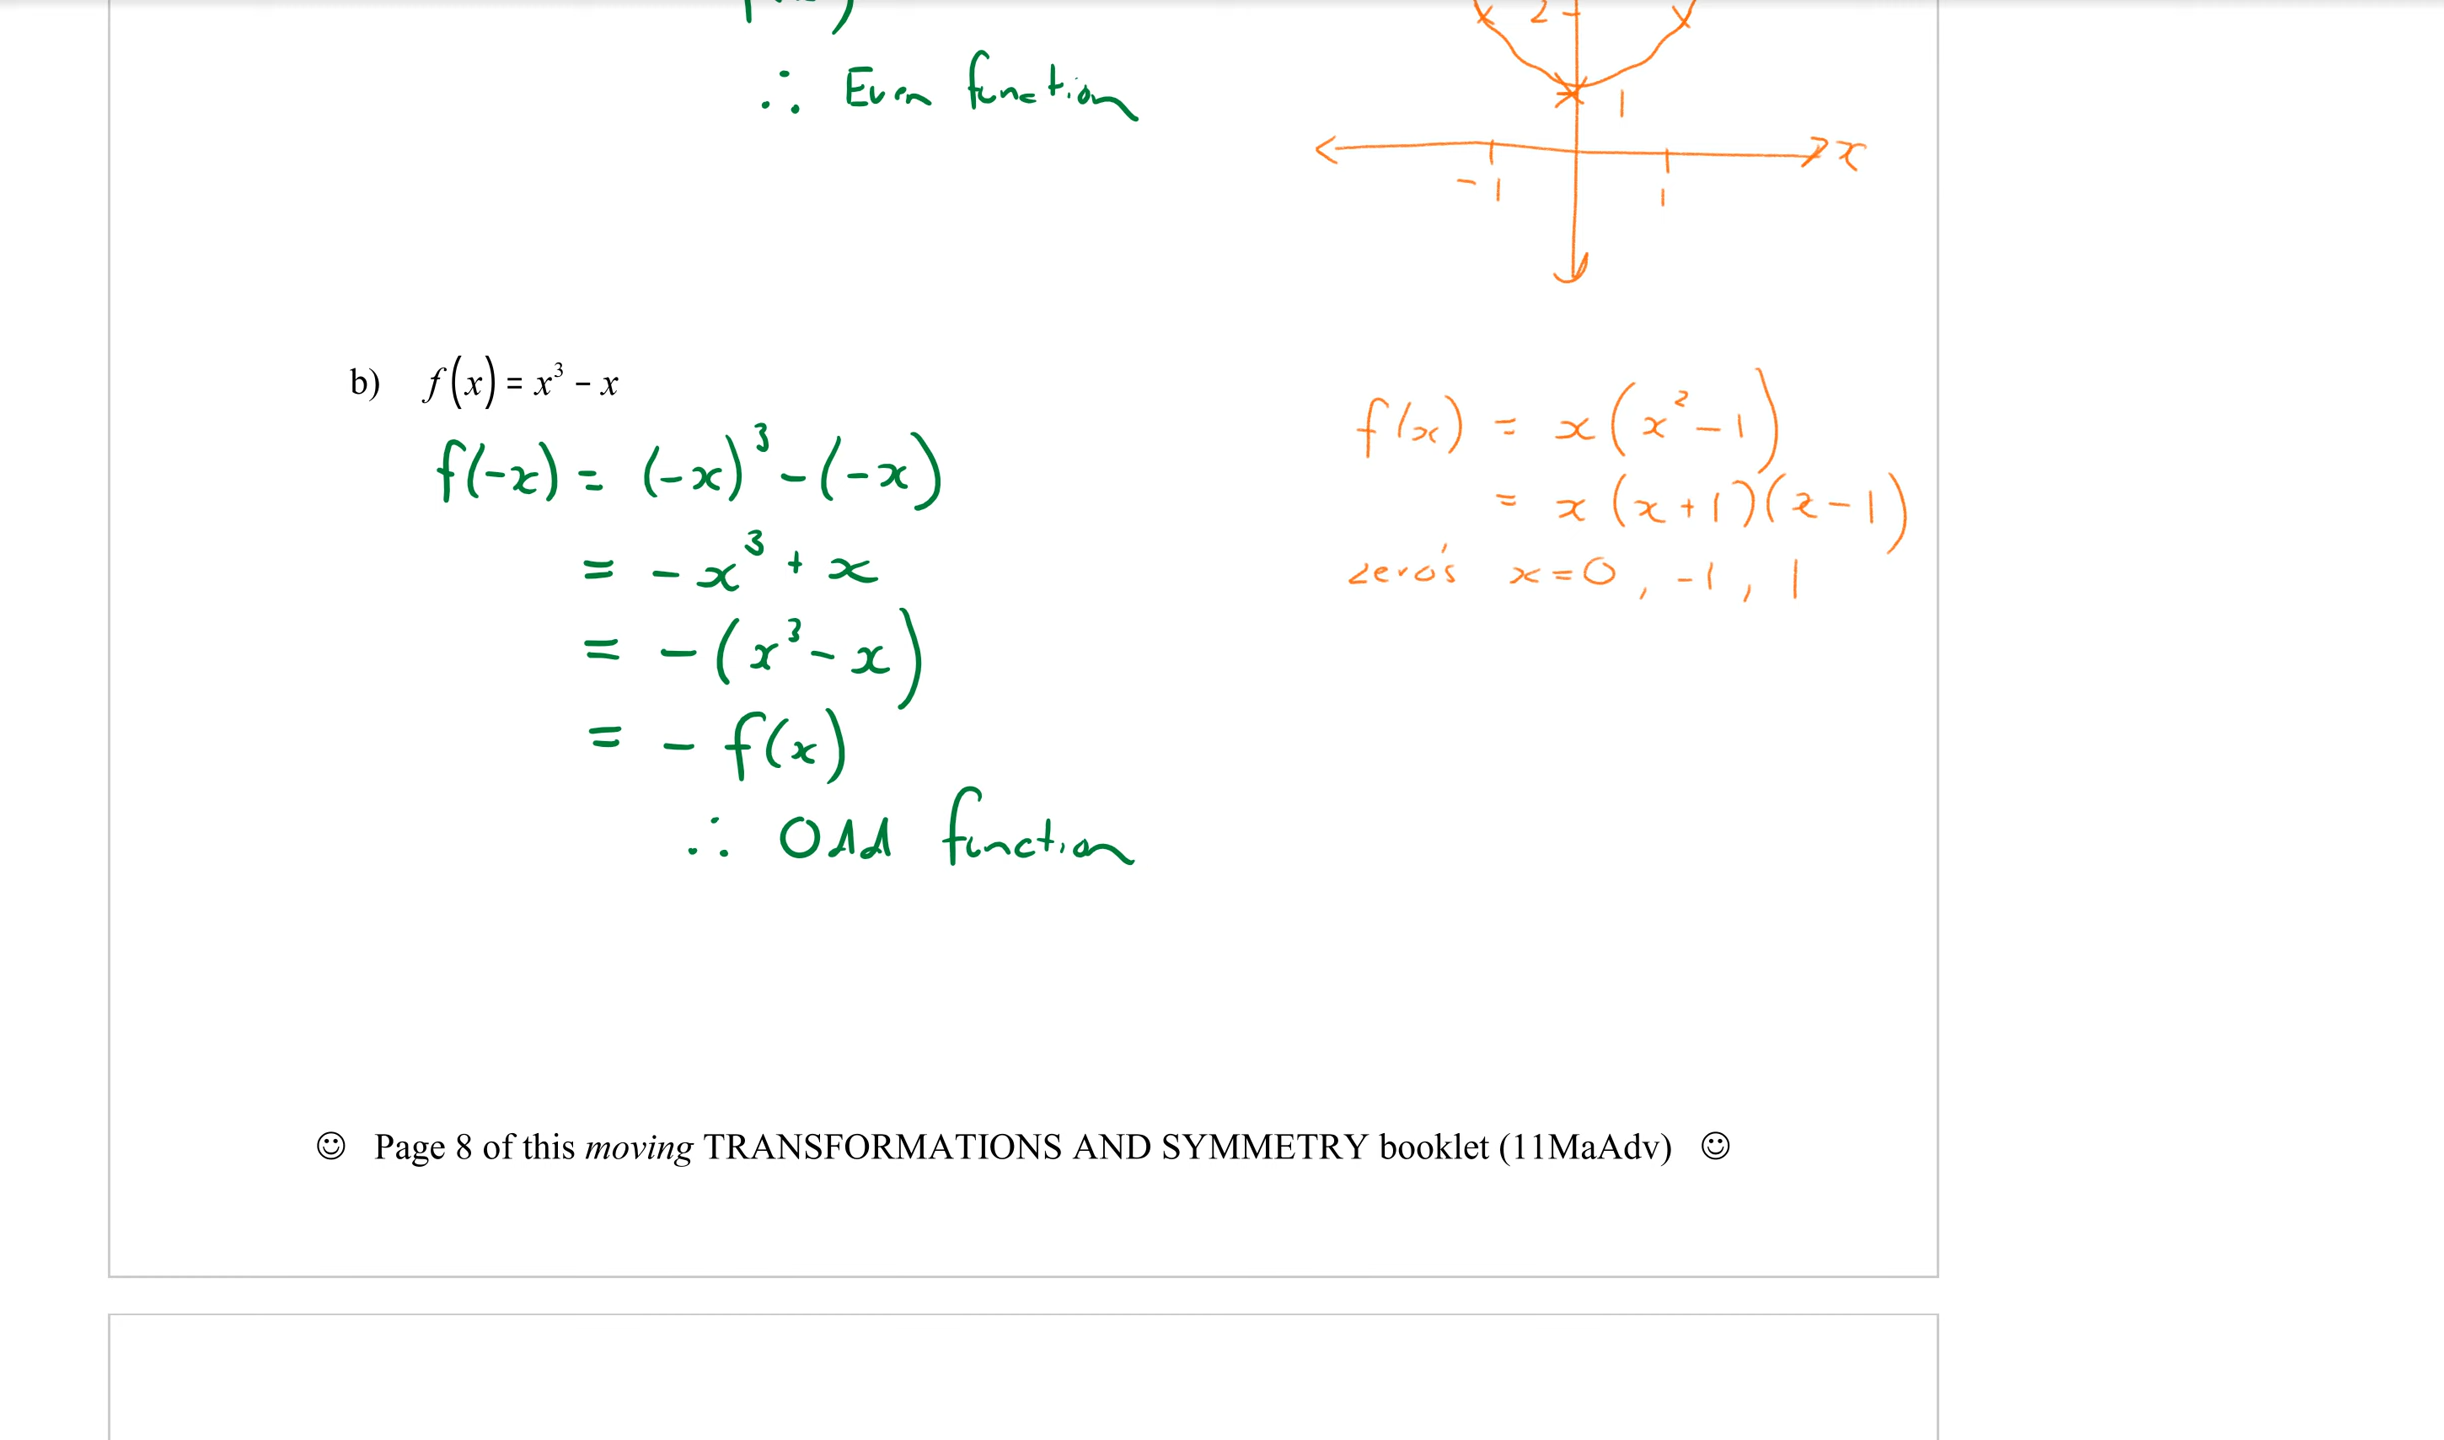 2
∴ Even function
1
x
-1
1
b) f(x) = x³ - x
f(x) = x(x² - 1)
f(-x) = (-x)³ - (-x)
= x(x+1)(x-1)
= -x³ + x
zero's x = 0, -1, 1
= -(x³ - x)
= -f(x)
∴ Odd function
☺ Page 8 of this moving TRANSFORMATIONS AND SYMMETRY booklet (11MaAdv) ☺